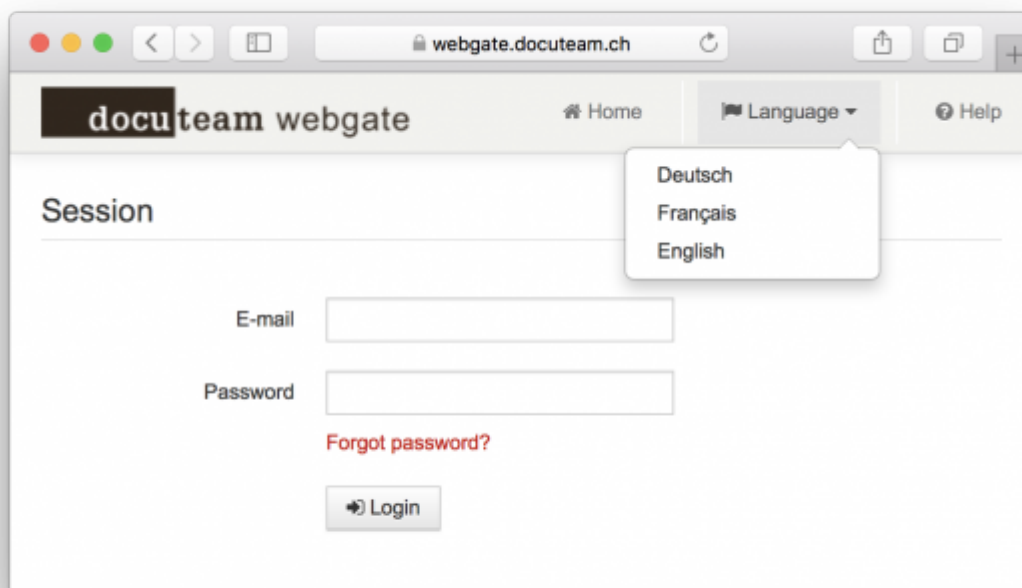 webgate.docuteam.ch
docuteam webgate
Home
Language
Help
Deutsch
Français
English
Session
E-mail
Password
Forgot password?
Login